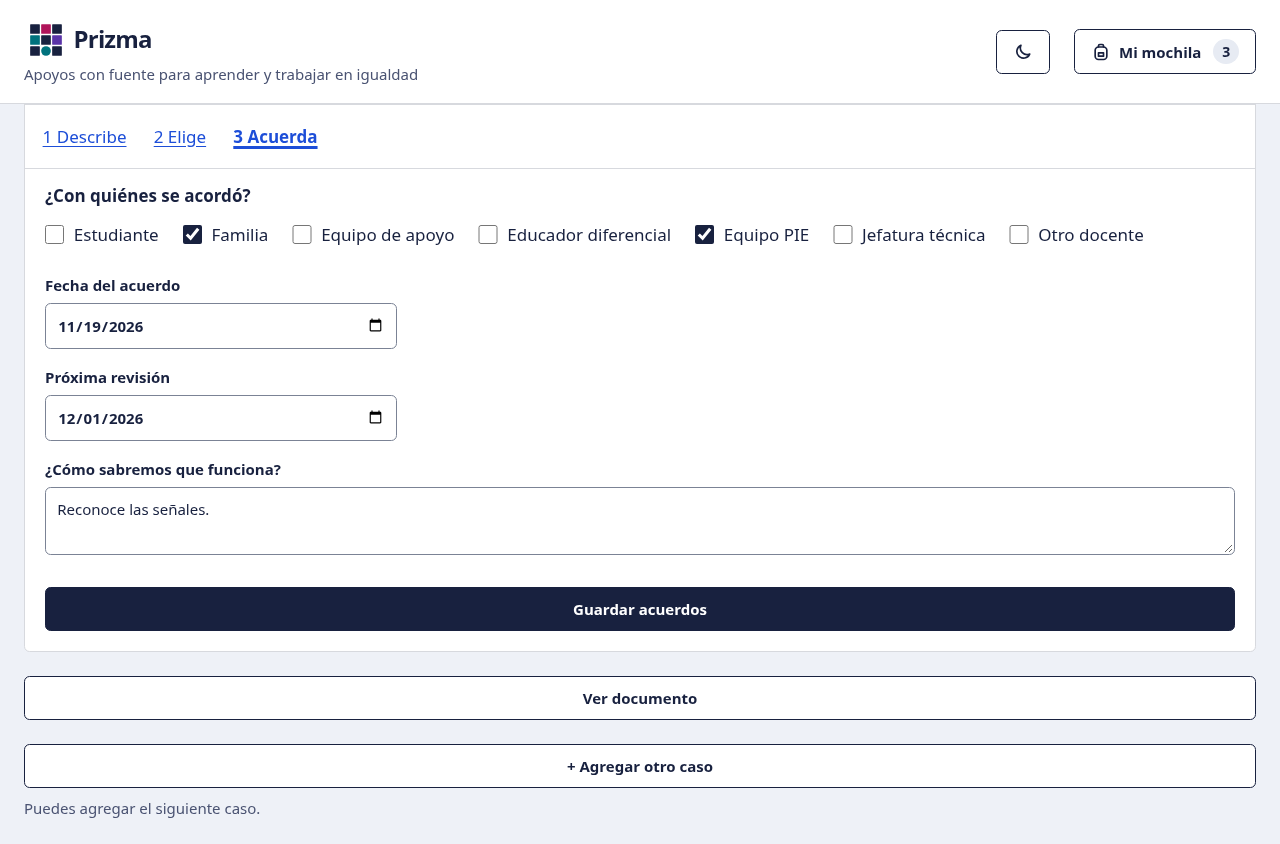 Prizma
Apoyos con fuente para aprender y trabajar en igualdad
Mi mochila 3
1 Describe 2 Elige 3 Acuerda
¿Con quiénes se acordó?
Estudiante Familia Equipo de apoyo Educador diferencial Equipo PIE Jefatura técnica Otro docente
Fecha del acuerdo
11/19/2026
Próxima revisión
12/01/2026
¿Cómo sabremos que funciona?
Reconoce las señales.
Guardar acuerdos
Ver documento
+ Agregar otro caso
Puedes agregar el siguiente caso.